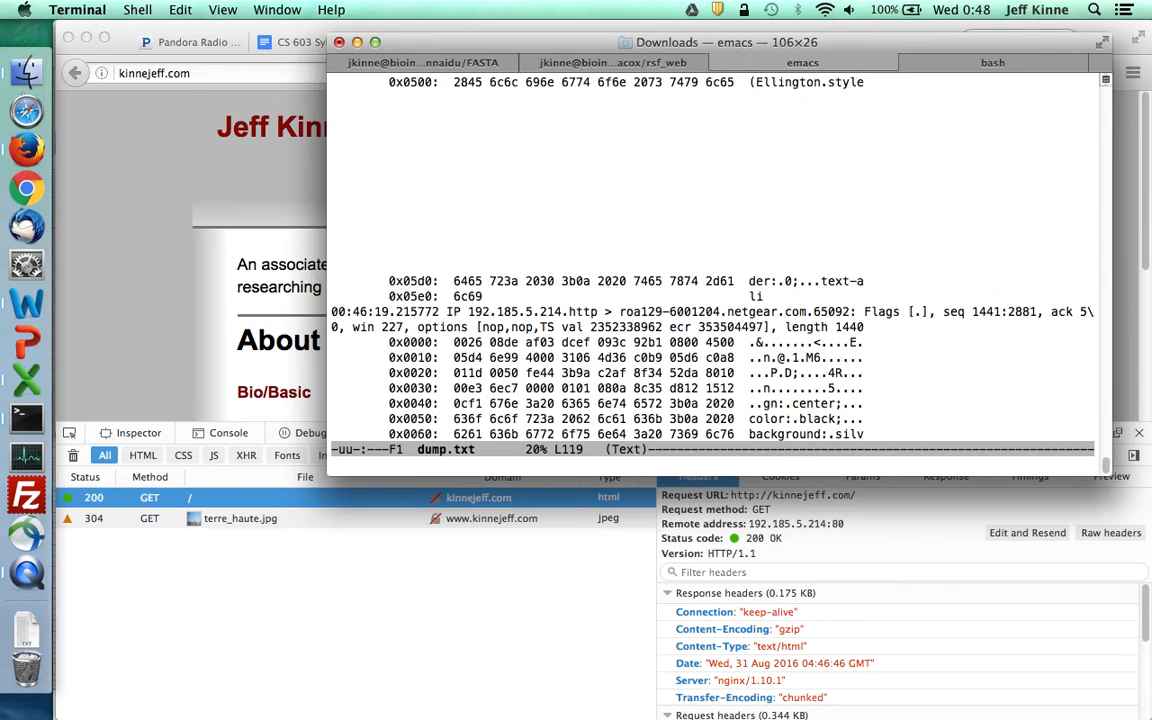 Terminal Shell Edit View Window Help 100% Wed 0:48 Jeff Kinne
Pandora Radio ... CS 603 Sy
kinnejeff.com
Downloads — emacs — 106×26
jkinne@bioin...nnaidu/FASTA jkinne@bioin...acox/rsf_web emacs bash
Jeff Kin
An associate
researching
About
Bio/Basic
0x0500: 2845 6c6c 696e 6774 6f6e 2073 7479 6c65 (Ellington.style
0x05d0: 6465 723a 2030 3b0a 2020 7465 7874 2d61 der:.0;...text-a
0x05e0: 6c69 li
00:46:19.215772 IP 192.185.5.214.http > roa129-6001204.netgear.com.65092: Flags [.], seq 1441:2881, ack 5\
0, win 227, options [nop,nop,TS val 2352338962 ecr 353504497], length 1440
0x0000: 0026 08de af03 dcef 093c 92b1 0800 4500 .&.......<....E.
0x0010: 05d4 6e99 4000 3106 4d36 c0b9 05d6 c0a8 ..n.@.1.M6......
0x0020: 011d 0050 fe44 3b9a c2af 8f34 52da 8010 ...P.D;....4R...
0x0030: 00e3 6ec7 0000 0101 080a 8c35 d812 1512 ..n........5....
0x0040: 0cf1 676e 3a20 6365 6e74 6572 3b0a 2020 ..gn:.center;...
0x0050: 636f 6c6f 723a 2062 6c61 636b 3b0a 2020 color:.black;...
0x0060: 6261 636b 6772 6f75 6e64 3a20 7369 6c76 background:.silv
-uu-:---F1 dump.txt 20% L119 (Text)
Inspector Console Debug
All HTML CSS JS XHR Fonts
Status Method File Domain Type Headers Cookies Params Response Timings Preview
200 GET / kinnejeff.com html
304 GET terre_haute.jpg www.kinnejeff.com jpeg
Request URL: http://kinnejeff.com/
Request method: GET
Remote address: 192.185.5.214:80
Status code: 200 OK Edit and Resend Raw headers
Version: HTTP/1.1
Filter headers
Response headers (0.175 KB)
Connection: "keep-alive"
Content-Encoding: "gzip"
Content-Type: "text/html"
Date: "Wed, 31 Aug 2016 04:46:46 GMT"
Server: "nginx/1.10.1"
Transfer-Encoding: "chunked"
Request headers (0.344 KB)
TXT